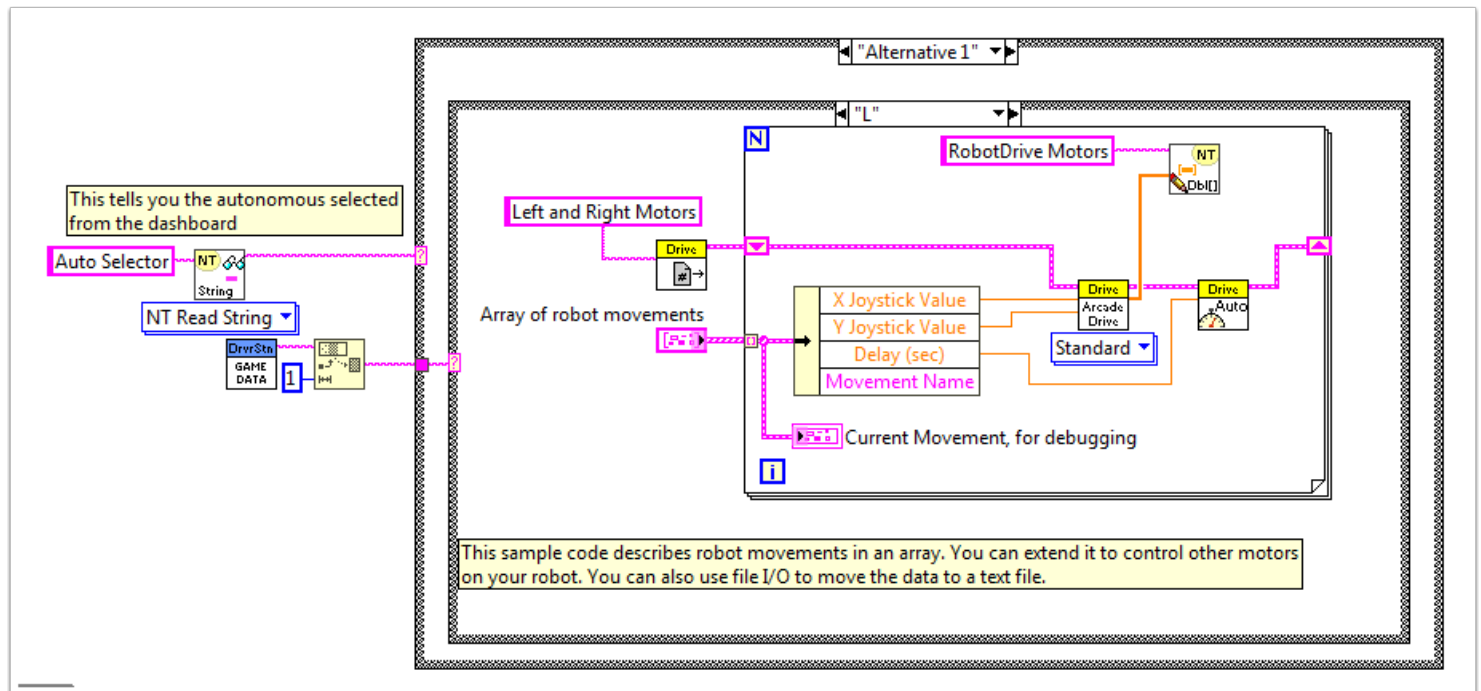 "Alternative 1"
"L"
N
RobotDrive Motors
NT
Dbl[]
This tells you the autonomous selected
from the dashboard
Left and Right Motors
Auto Selector
NT
String
Drive
#
NT Read String
Array of robot movements
X Joystick Value
Y Joystick Value
Delay (sec)
Movement Name
Drive
Arcade
Drive
Standard
Drive
Auto
DrvrStn
GAME
DATA
1
?
?
Current Movement, for debugging
i
This sample code describes robot movements in an array. You can extend it to control other motors
on your robot. You can also use file I/O to move the data to a text file.